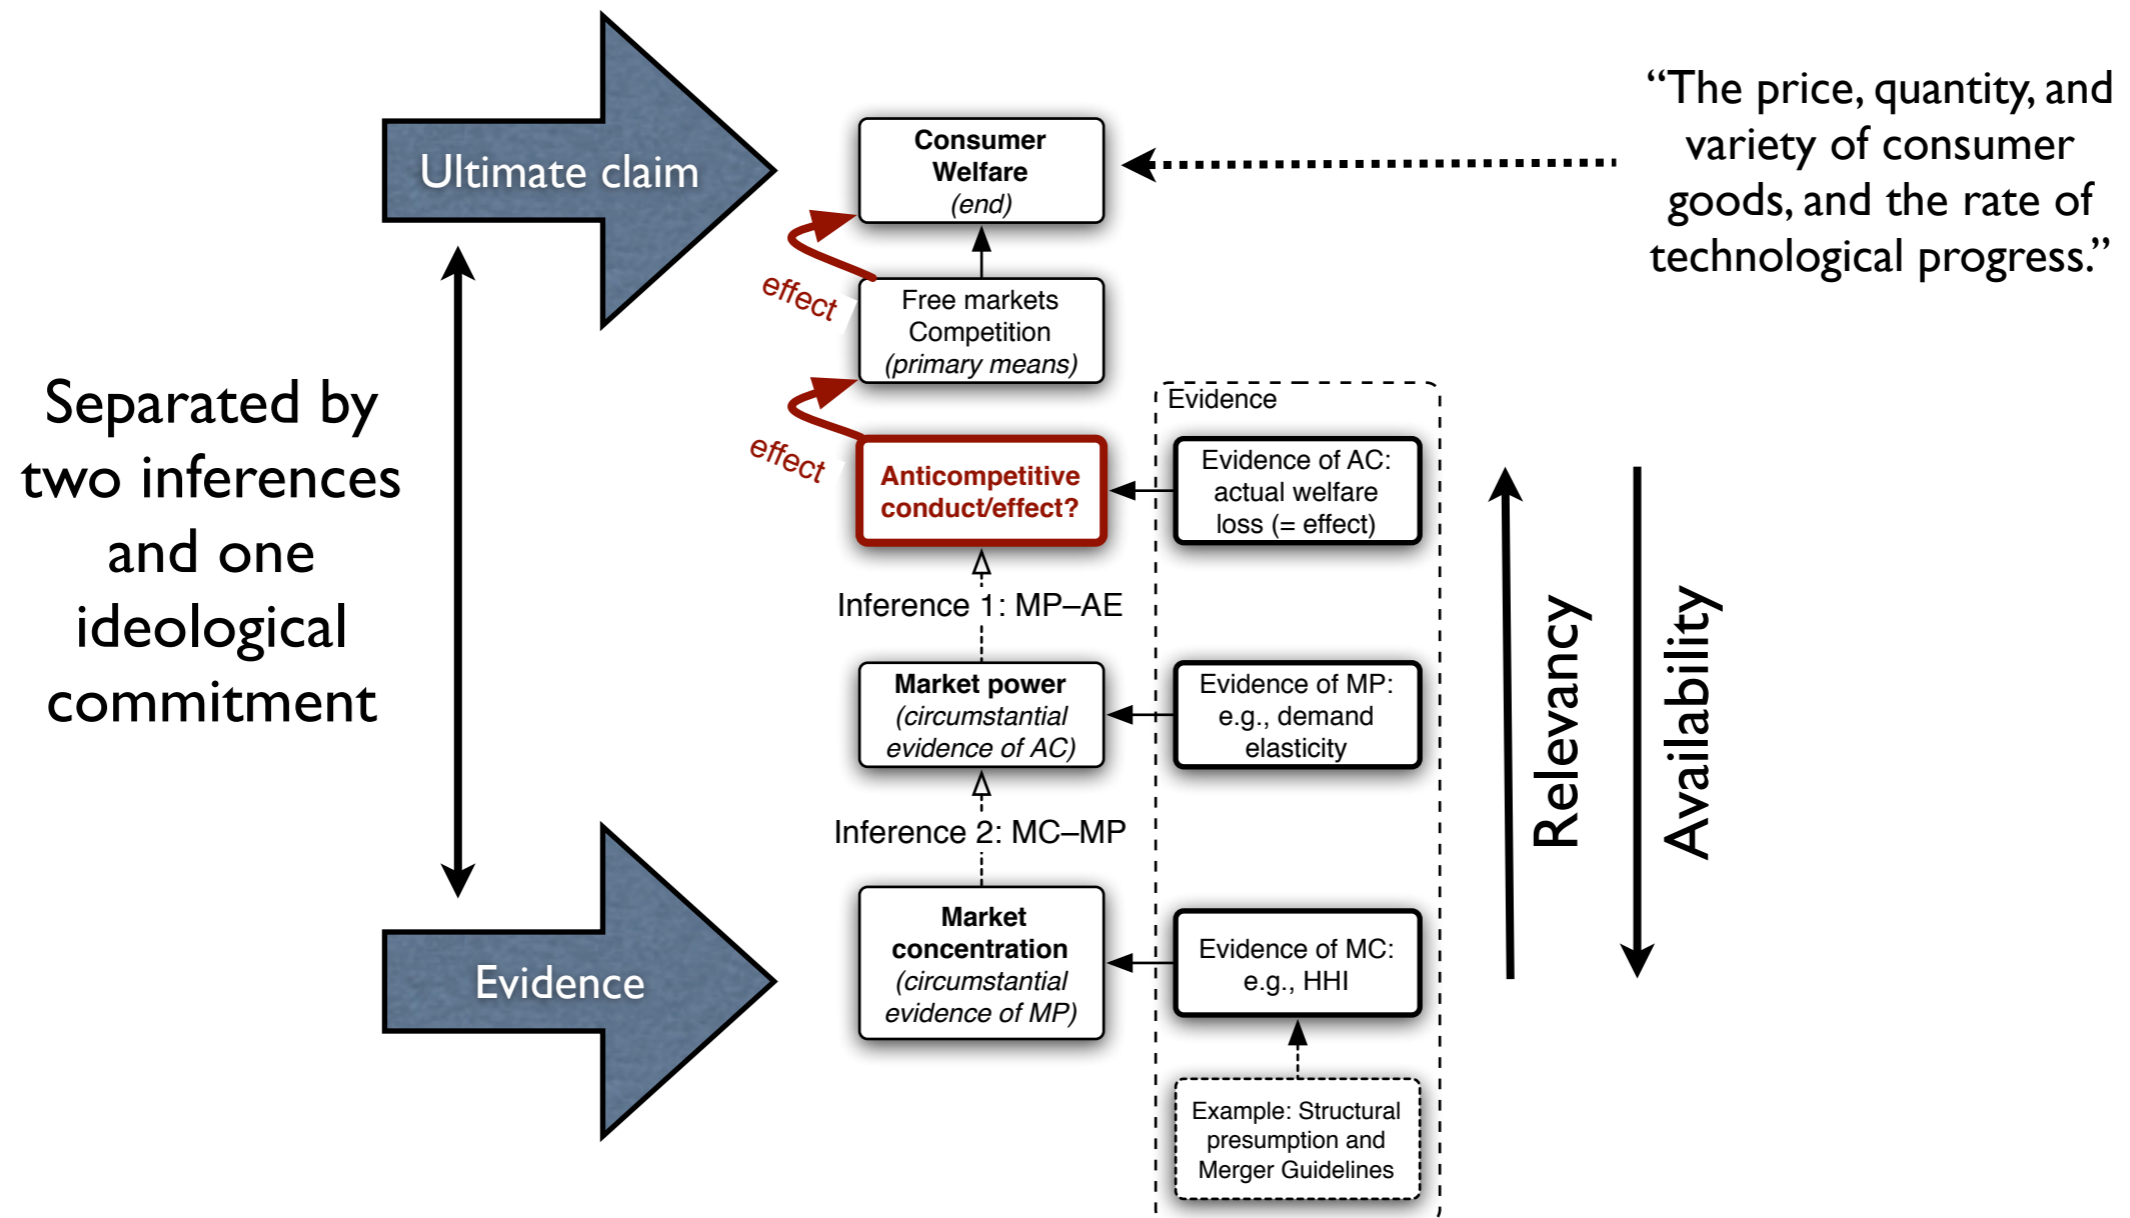 Ultimate claim
“The price, quantity, and
variety of consumer
goods, and the rate of
technological progress.”
Consumer
Welfare
(end)
effect
Free markets
Competition
(primary means)
Separated by
two inferences
and one
ideological
commitment
effect
Anticompetitive
conduct/effect?
Evidence
Evidence of AC:
actual welfare
loss (= effect)
Inference 1: MP–AE
Market power
(circumstantial
evidence of AC)
Evidence of MP:
e.g., demand
elasticity
Relevancy
Availability
Inference 2: MC–MP
Evidence
Market
concentration
(circumstantial
evidence of MP)
Evidence of MC:
e.g., HHI
Example: Structural
presumption and
Merger Guidelines